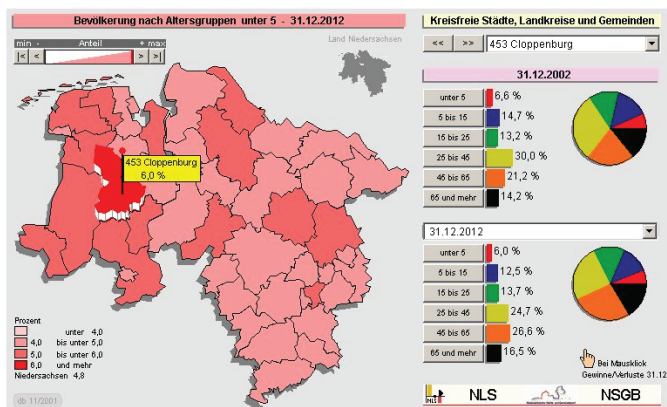 Bevölkerung nach Altersgruppen unter 5 - 31.12.2012
min - Anteil + max
|< < > >|
Land Niedersachsen
453 Cloppenburg
6,0 %
Prozent
unter 4,0
4,0 bis unter 5,0
5,0 bis unter 6,0
6,0 und mehr
Niedersachsen 4,8
db 11/2001
Kreisfreie Städte, Landkreise und Gemeinden
<< >> 453 Cloppenburg
31.12.2002
unter 5 6,6 %
5 bis 15 14,7 %
15 bis 25 13,2 %
25 bis 45 30,0 %
45 bis 65 21,2 %
65 und mehr 14,2 %
31.12.2012
unter 5 6,0 %
5 bis 15 12,5 %
15 bis 25 13,7 %
25 bis 45 24,7 %
45 bis 65 26,6 %
65 und mehr 16,5 %
Bei Mausklick
Gewinne/Verluste 31.12
NLS NLS NSGB